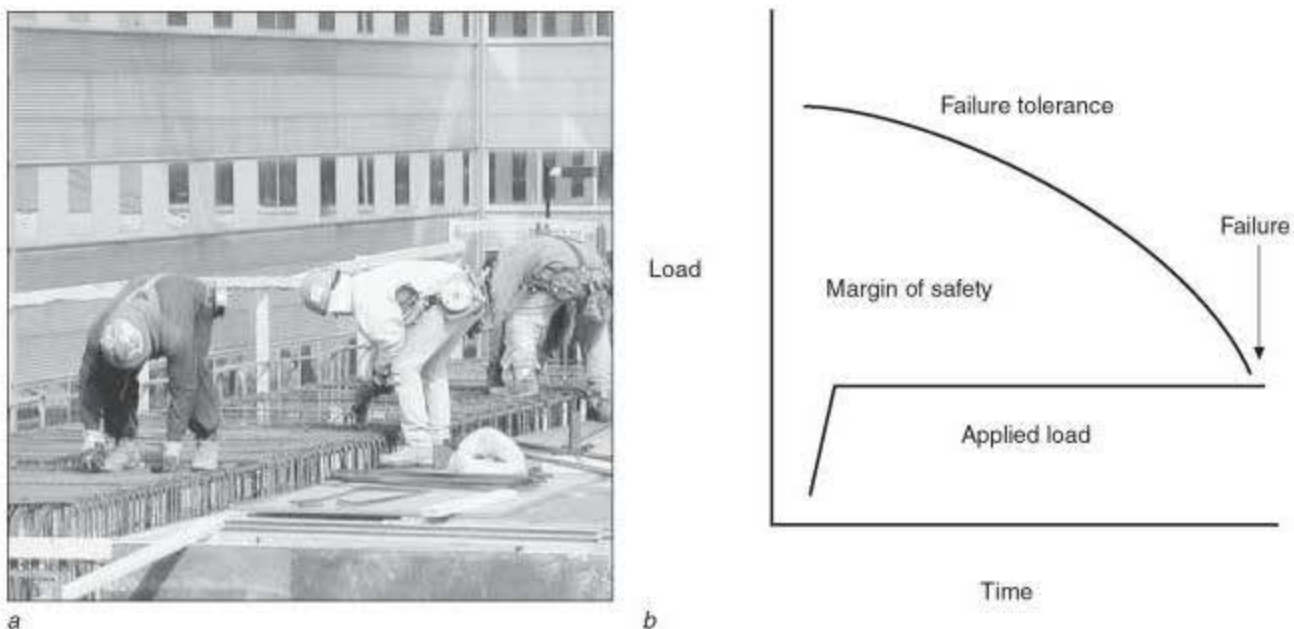 Failure tolerance
Failure
Load
Margin of safety
Applied load
Time
a
b